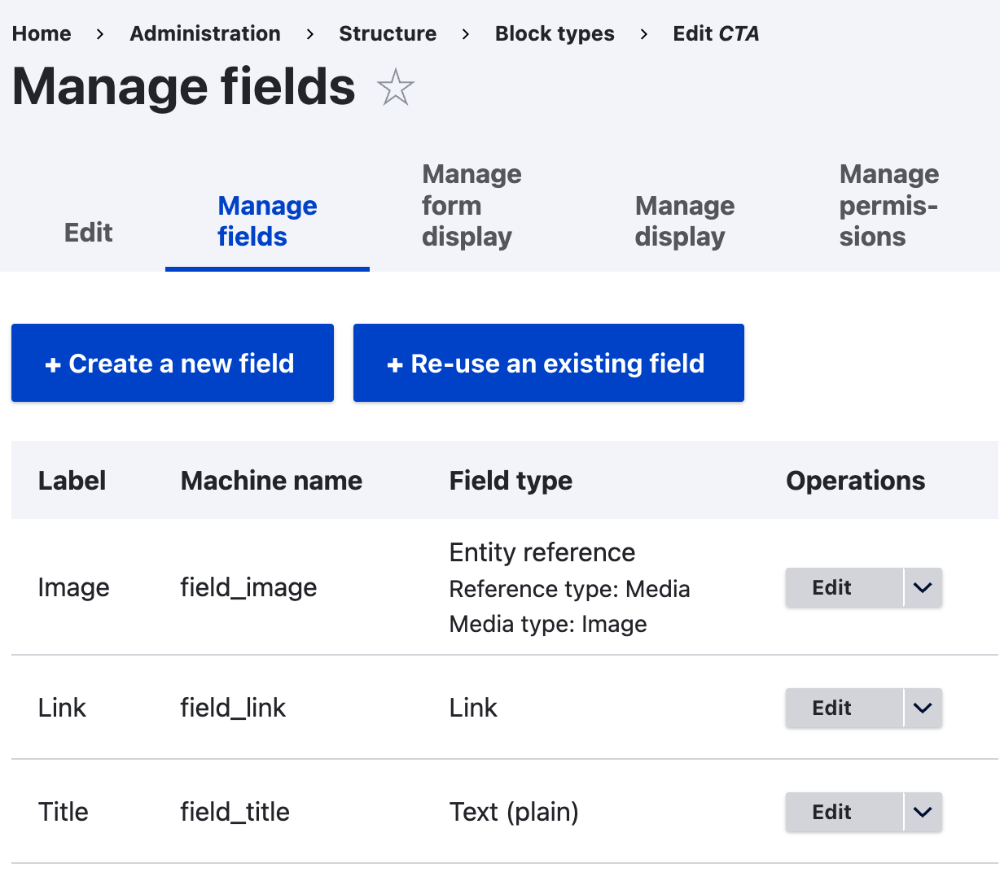 Home > Administration > Structure > Block types > Edit CTA
Manage fields
Edit
Manage
fields
Manage
form
display
Manage
display
Manage
permis-
sions
+ Create a new field
+ Re-use an existing field
Label Machine name Field type Operations
Image field_image Entity reference
Reference type: Media
Media type: Image
Edit
Link field_link Link Edit
Title field_title Text (plain) Edit